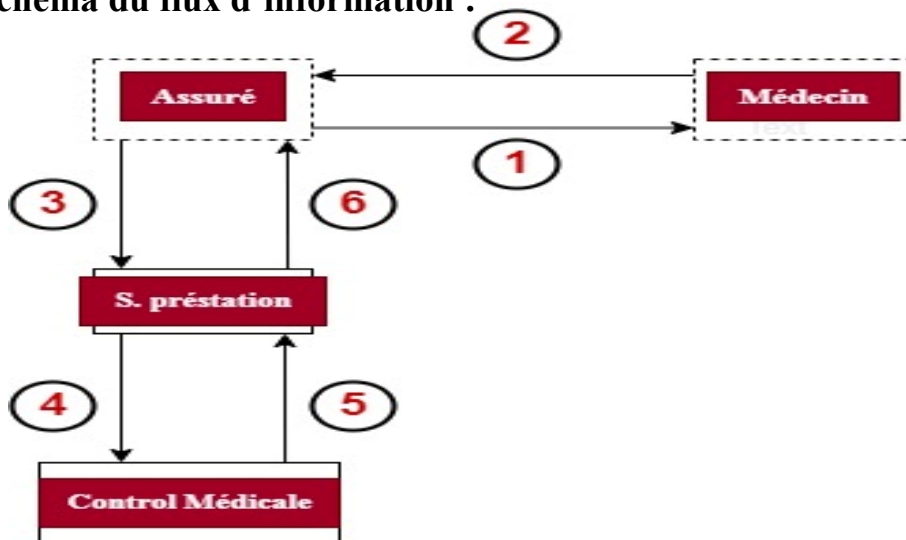 chéma du flux d'information :
2
Assuré
Médecin
Text
1
3
6
S. préstation
4
5
Control Médicale